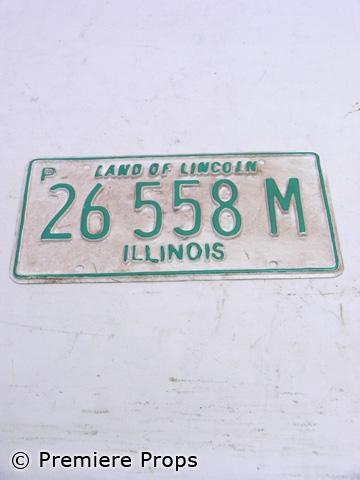 P
LAND OF LINCOLN
26 558 M
ILLINOIS
© Premiere Props